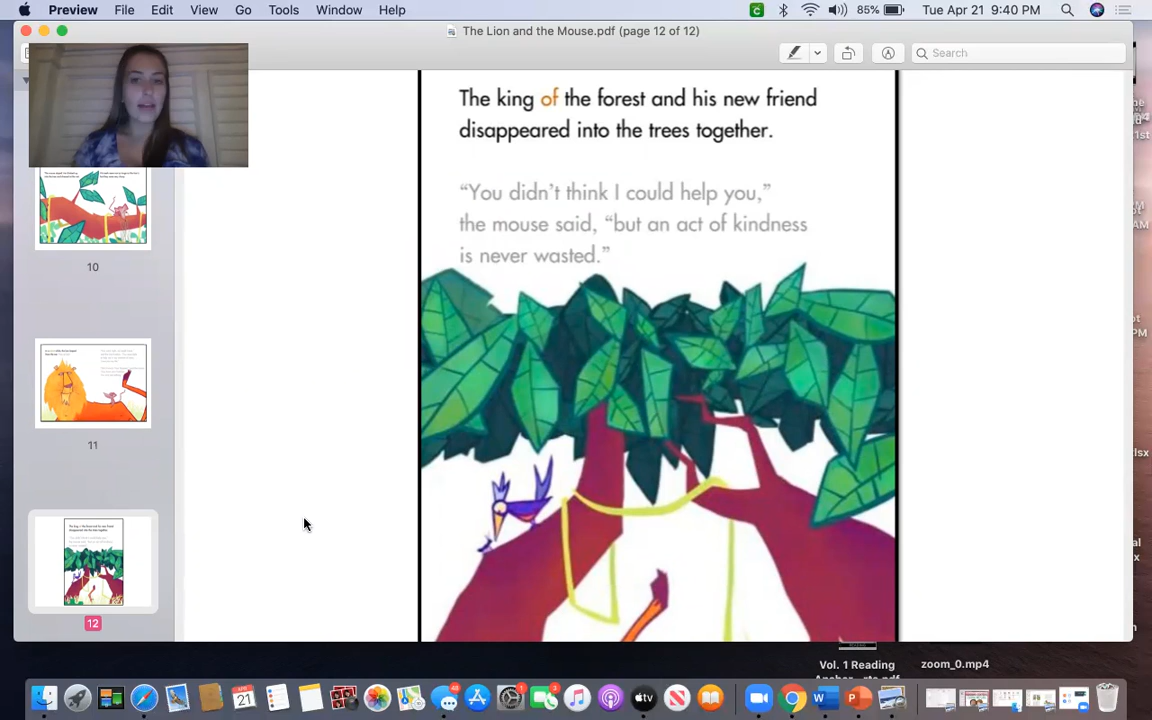 Preview File Edit View Go Tools Window Help 85% Tue Apr 21 9:40 PM
The Lion and the Mouse.pdf (page 12 of 12)
Search
The king of the forest and his new friend
disappeared into the trees together.
“You didn’t think I could help you,”
the mouse said, “but an act of kindness
is never wasted.”
10
11
12
Vol. 1 Reading
zoom_0.mp4